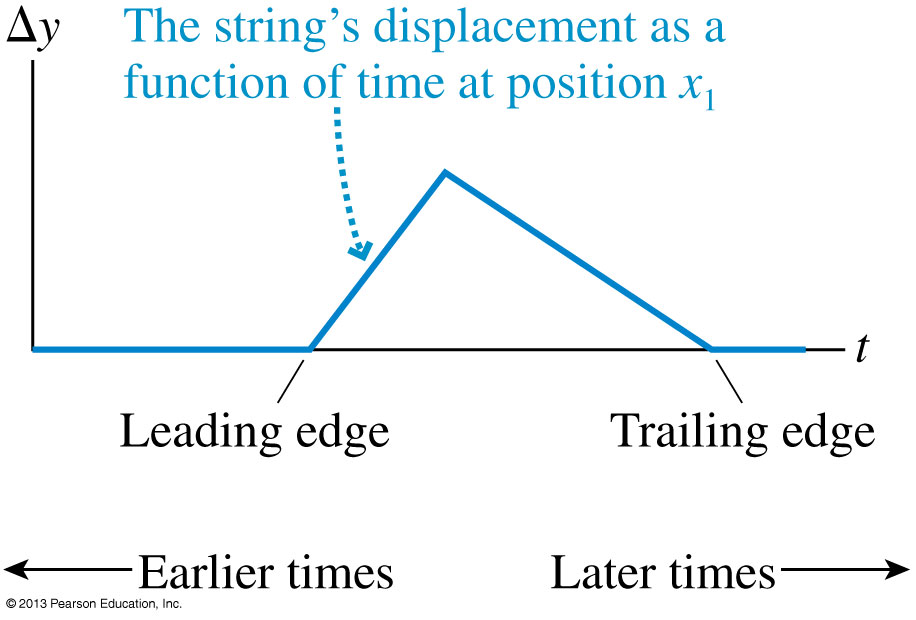 Δy
The string's displacement as a
function of time at position x₁
t
Leading edge
Trailing edge
Earlier times
Later times
© 2013 Pearson Education, Inc.